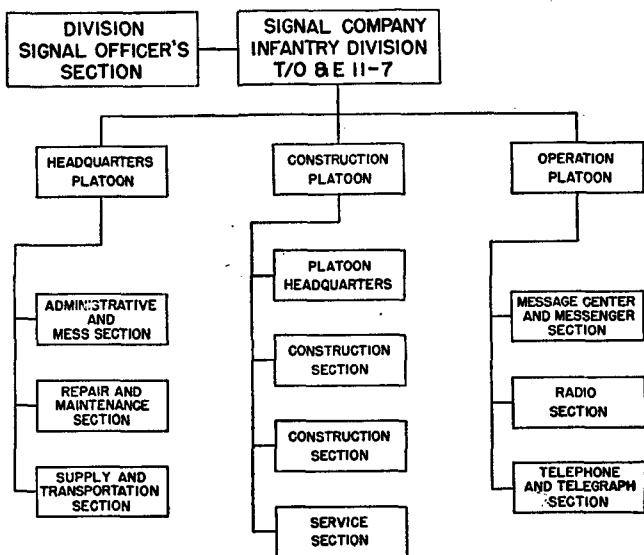 DIVISION
SIGNAL OFFICER'S
SECTION
SIGNAL COMPANY
INFANTRY DIVISION
T/O & E 11-7
HEADQUARTERS
PLATOON
CONSTRUCTION
PLATOON
OPERATION
PLATOON
ADMINISTRATIVE
AND
MESS SECTION
REPAIR AND
MAINTENANCE
SECTION
SUPPLY AND
TRANSPORTATION
SECTION
PLATOON
HEADQUARTERS
CONSTRUCTION
SECTION
CONSTRUCTION
SECTION
SERVICE
SECTION
MESSAGE CENTER
AND MESSENGER
SECTION
RADIO
SECTION
TELEPHONE
AND TELEGRAPH
SECTION